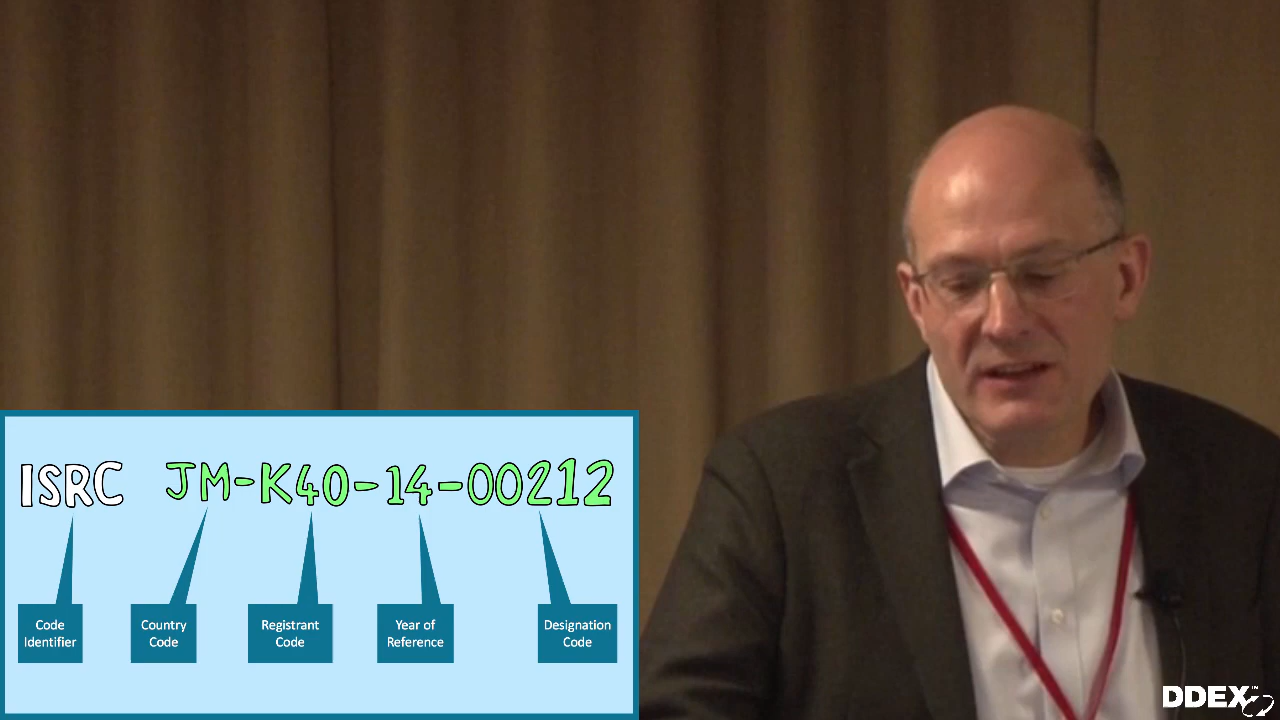 ISRC JM-K40-14-00212
Code
Identifier
Country
Code
Registrant
Code
Year of
Reference
Designation
Code
DDEX